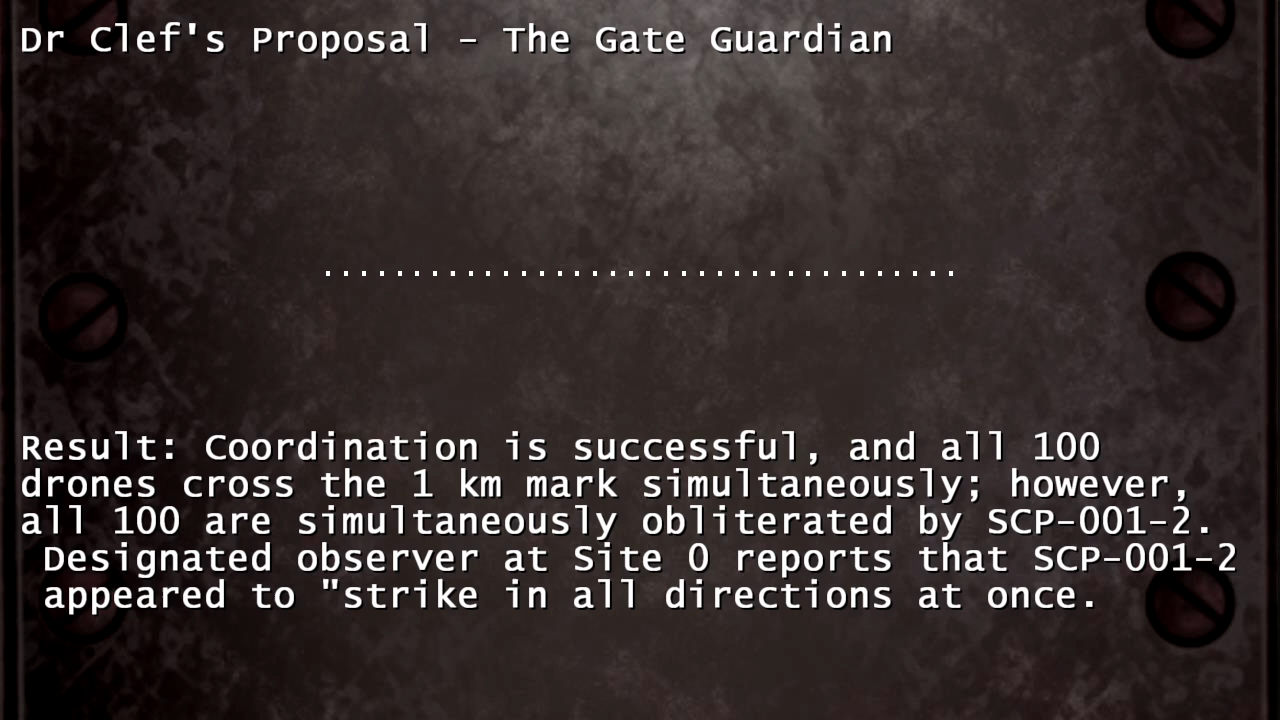 Dr Clef's Proposal - The Gate Guardian
....................................
Result: Coordination is successful, and all 100
drones cross the 1 km mark simultaneously; however,
all 100 are simultaneously obliterated by SCP-001-2.
Designated observer at Site 0 reports that SCP-001-2
appeared to "strike in all directions at once.